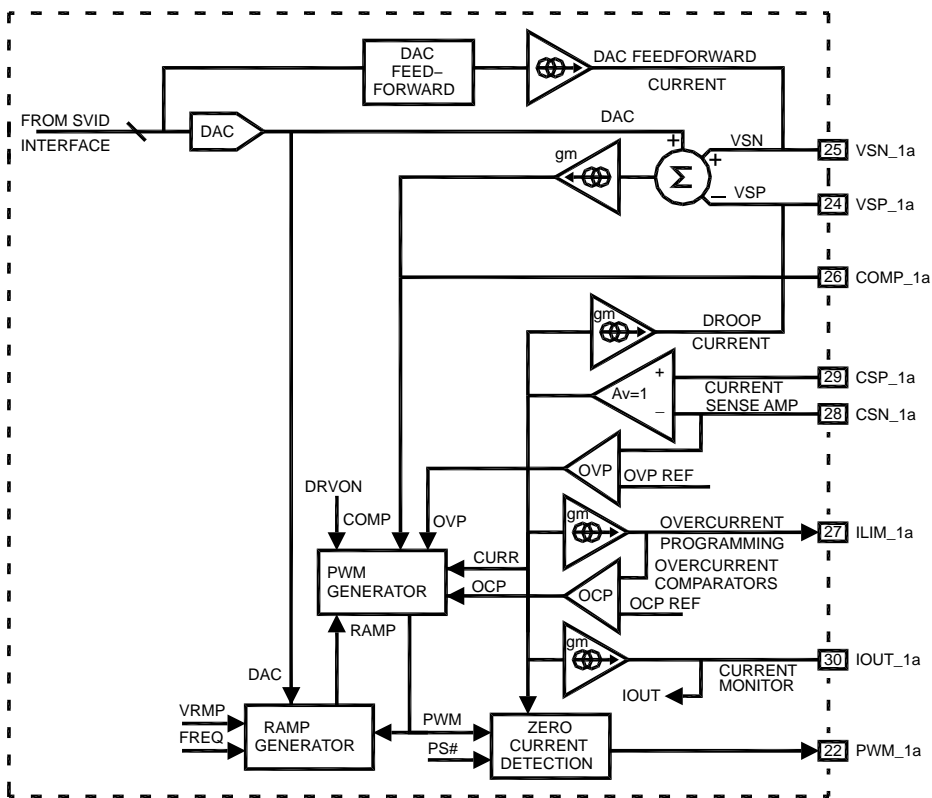 DAC
FEED–
FORWARD
DAC FEEDFORWARD
CURRENT
FROM SVID
INTERFACE
DAC
DAC
gm
+
Σ
+
–
VSN
VSP
25 VSN_1a
24 VSP_1a
26 COMP_1a
gm
DROOP
CURRENT
Av=1
+
–
CURRENT
SENSE AMP
29 CSP_1a
28 CSN_1a
OVP
OVP REF
DRVON
COMP
OVP
gm
OVERCURRENT
PROGRAMMING
27 ILIM_1a
PWM
GENERATOR
CURR
OCP
OCP
OVERCURRENT
COMPARATORS
OCP REF
RAMP
gm
IOUT
CURRENT
MONITOR
30 IOUT_1a
DAC
VRMP
FREQ
RAMP
GENERATOR
PWM
PS#
ZERO
CURRENT
DETECTION
22 PWM_1a